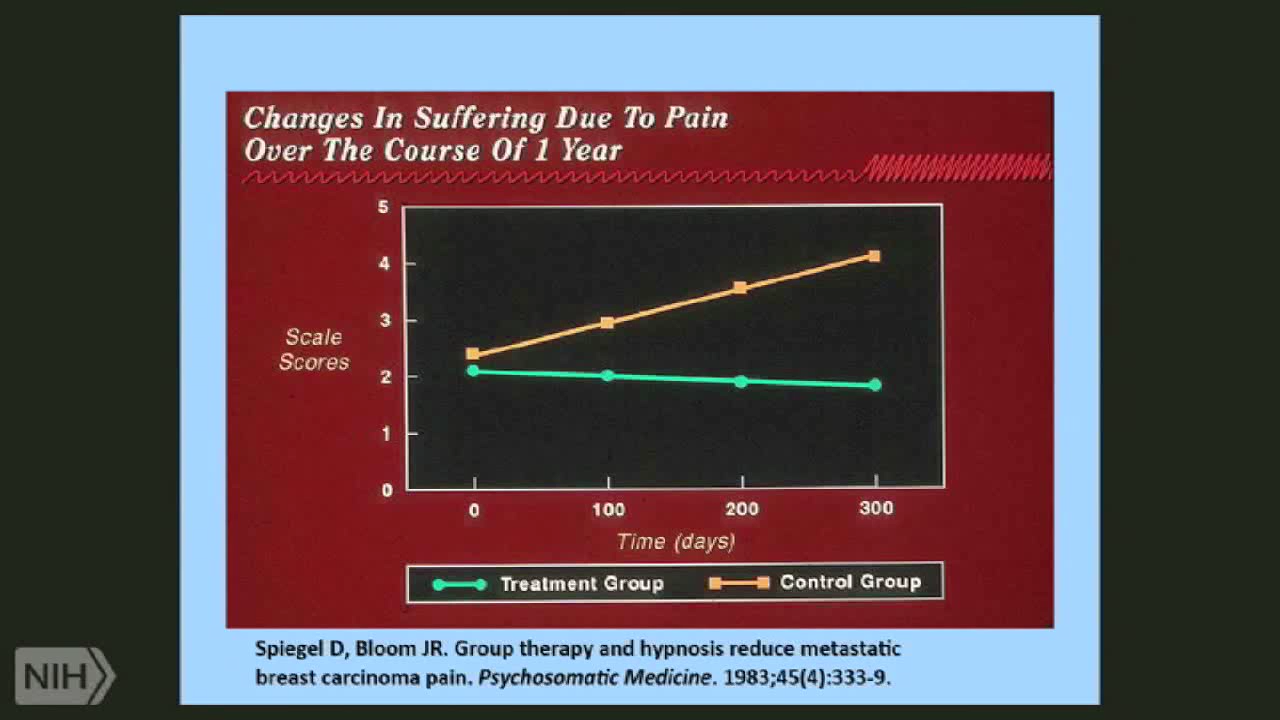 Changes In Suffering Due To Pain
Over The Course Of 1 Year
5
4
3
2
1
0
Scale
Scores
0 100 200 300
Time (days)
Treatment Group Control Group
Spiegel D, Bloom JR. Group therapy and hypnosis reduce metastatic
breast carcinoma pain. Psychosomatic Medicine. 1983;45(4):333-9.
NIH